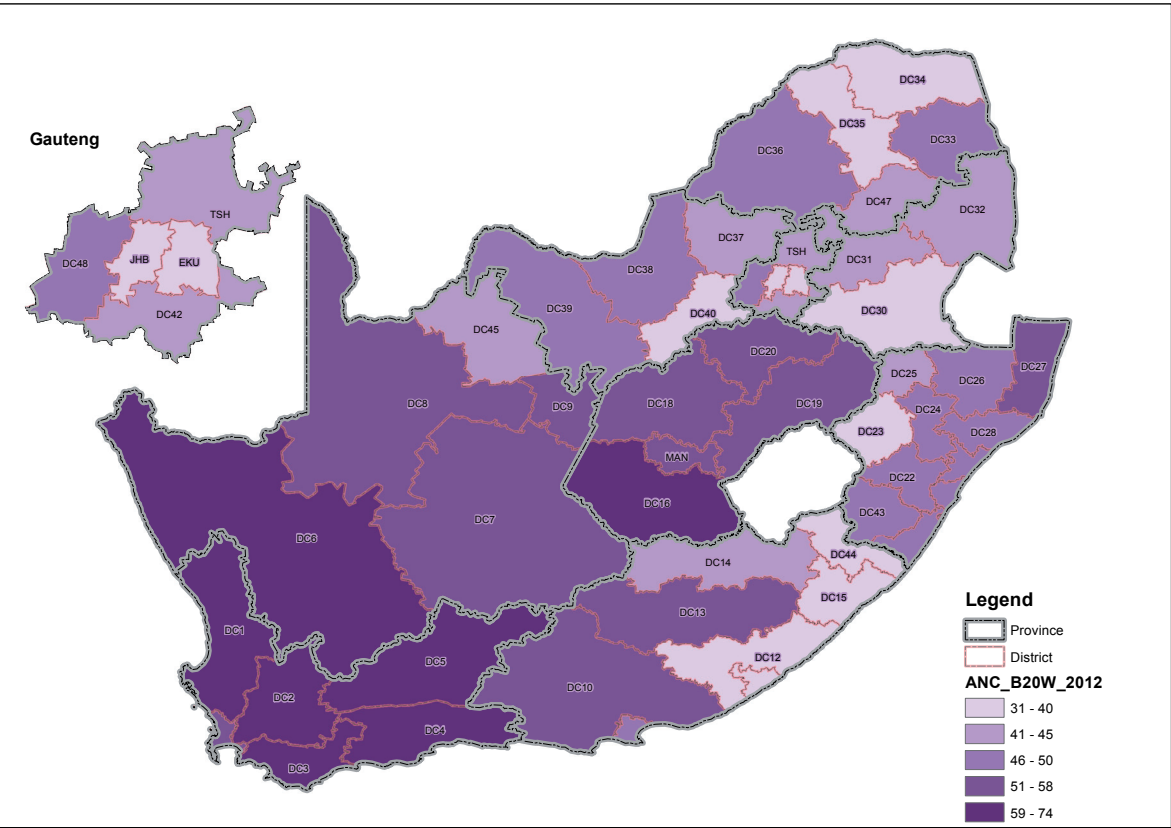 Gauteng
TSH
DC48
JHB
EKU
DC42
DC34
DC35
DC33
DC36
DC47
DC32
DC37
TSH
DC31
DC38
DC39
DC40
DC30
DC45
DC20
DC25
DC26
DC27
DC8
DC9
DC18
DC19
DC24
DC23
DC28
MAN
DC22
DC16
DC43
DC7
DC6
DC44
DC14
DC15
DC13
DC1
DC12
DC5
DC10
DC2
DC4
DC3
Legend
Province
District
ANC_B20W_2012
31 - 40
41 - 45
46 - 50
51 - 58
59 - 74